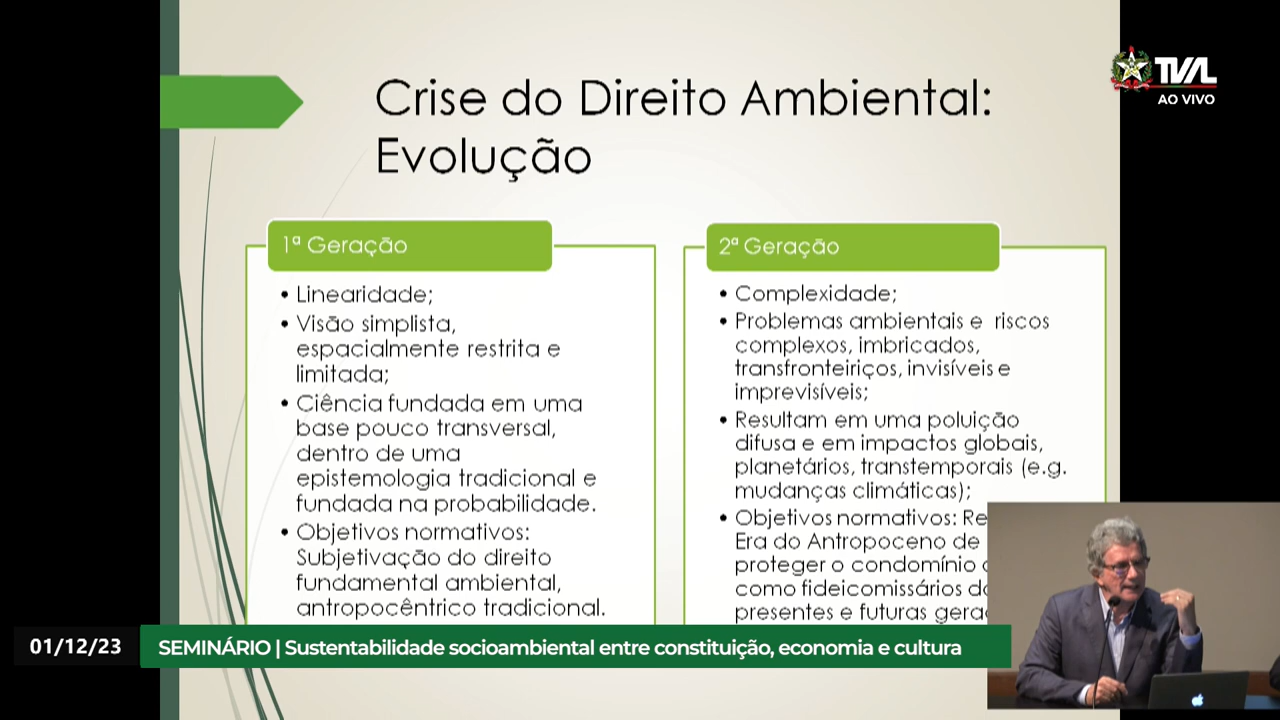 TVAL
AO VIVO
Crise do Direito Ambiental:
Evolução
1ª Geração
• Linearidade;
• Visão simplista,
espacialmente restrita e
limitada;
• Ciência fundada em uma
base pouco transversal,
dentro de uma
epistemologia tradicional e
fundada na probabilidade.
• Objetivos normativos:
Subjetivação do direito
fundamental ambiental,
antropocêntrico tradicional.
2ª Geração
• Complexidade;
• Problemas ambientais e riscos
complexos, imbricados,
transfronteiriços, invisíveis e
imprevisíveis;
• Resultam em uma poluição
difusa e em impactos globais,
planetários, transtemporais (e.g.
mudanças climáticas);
• Objetivos normativos:
Era do Antropoceno de
proteger o condomínio
como fideicomissários
presentes e futuras
01/12/23
SEMINÁRIO | Sustentabilidade socioambiental entre constituição, economia e cultura